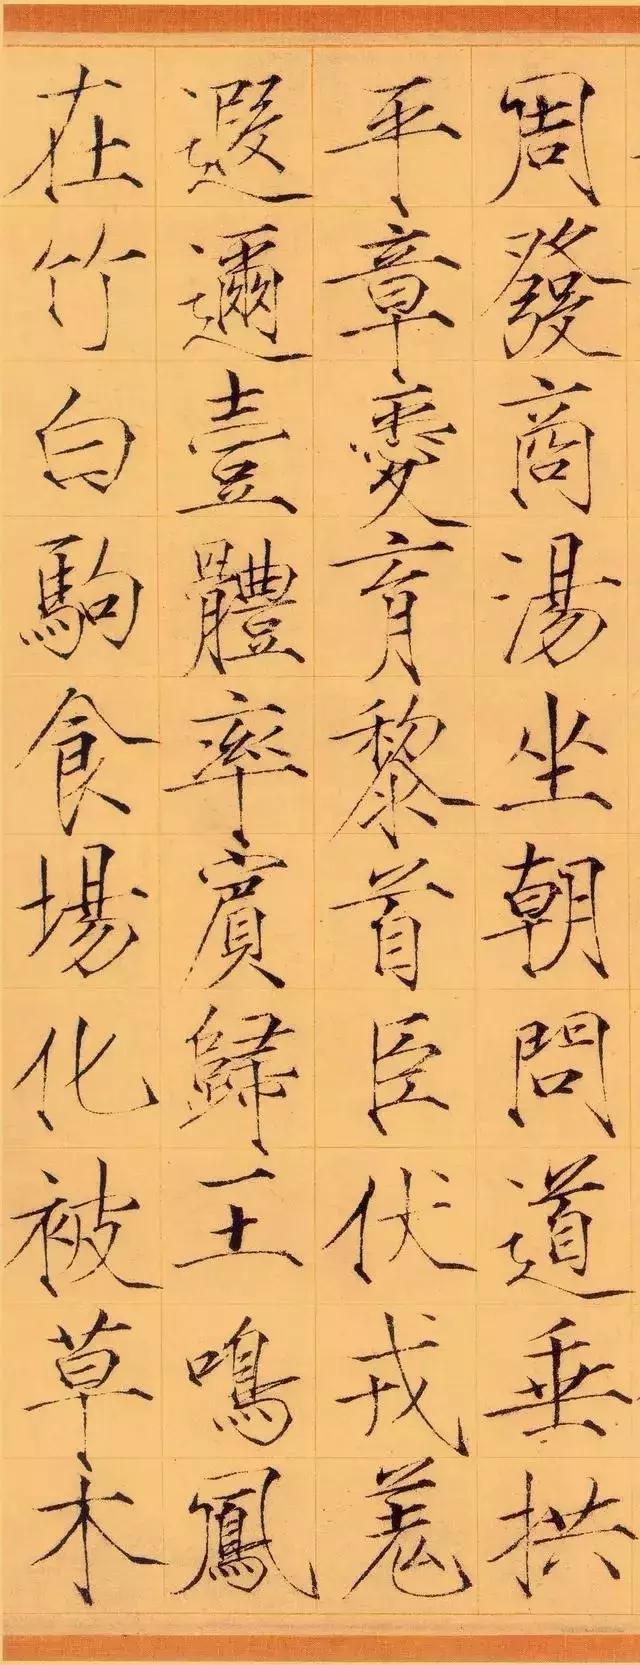 周發商湯坐朝問道垂拱
平章愛育黎首臣伏戎羌
遐邇壹體率賓歸王鳴鳳
在竹白駒食場化被草木